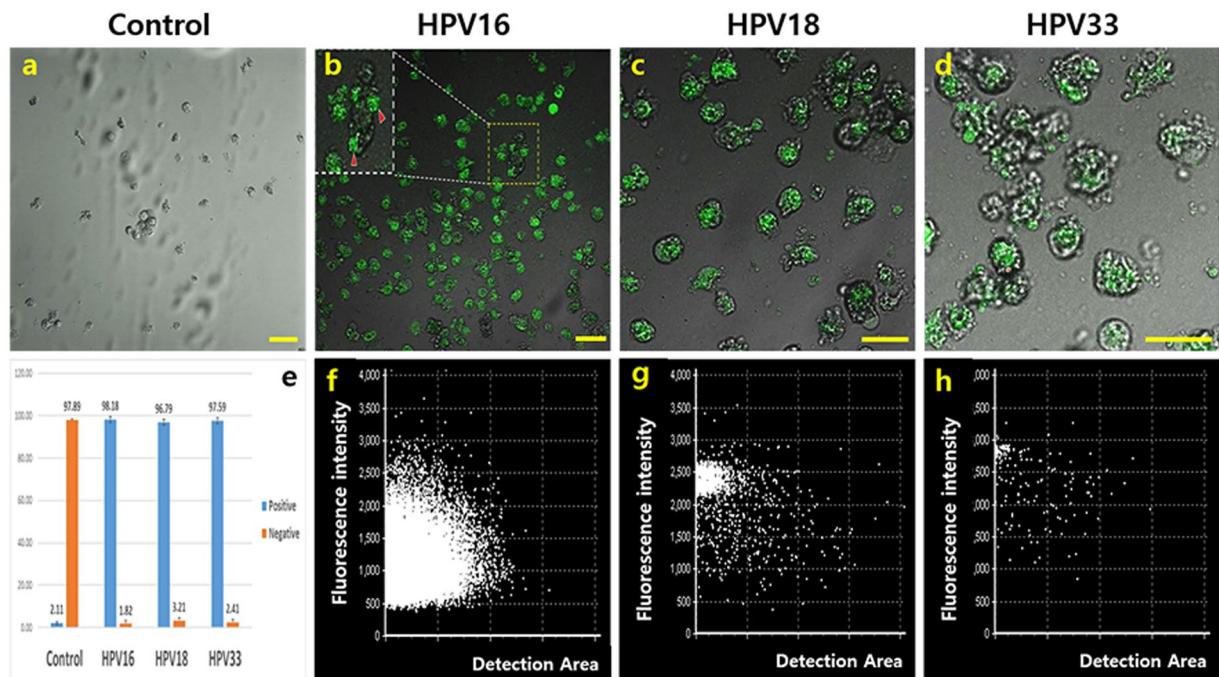 Control HPV16 HPV18 HPV33
a b c d
e f g h
120.00
100.00
80.00
60.00
40.00
20.00
0.00
97.89 98.18 96.79 97.59
2.11 1.82 3.21 2.41
Positive
Negative
Control HPV16 HPV18 HPV33
Fluorescence intensity
3,500
3,000
2,500
2,000
1,500
1,000
500
0
Detection Area
Fluorescence intensity
3,500
3,000
2,500
2,000
1,500
1,000
500
0
Detection Area
Fluorescence intensity
0
Detection Area